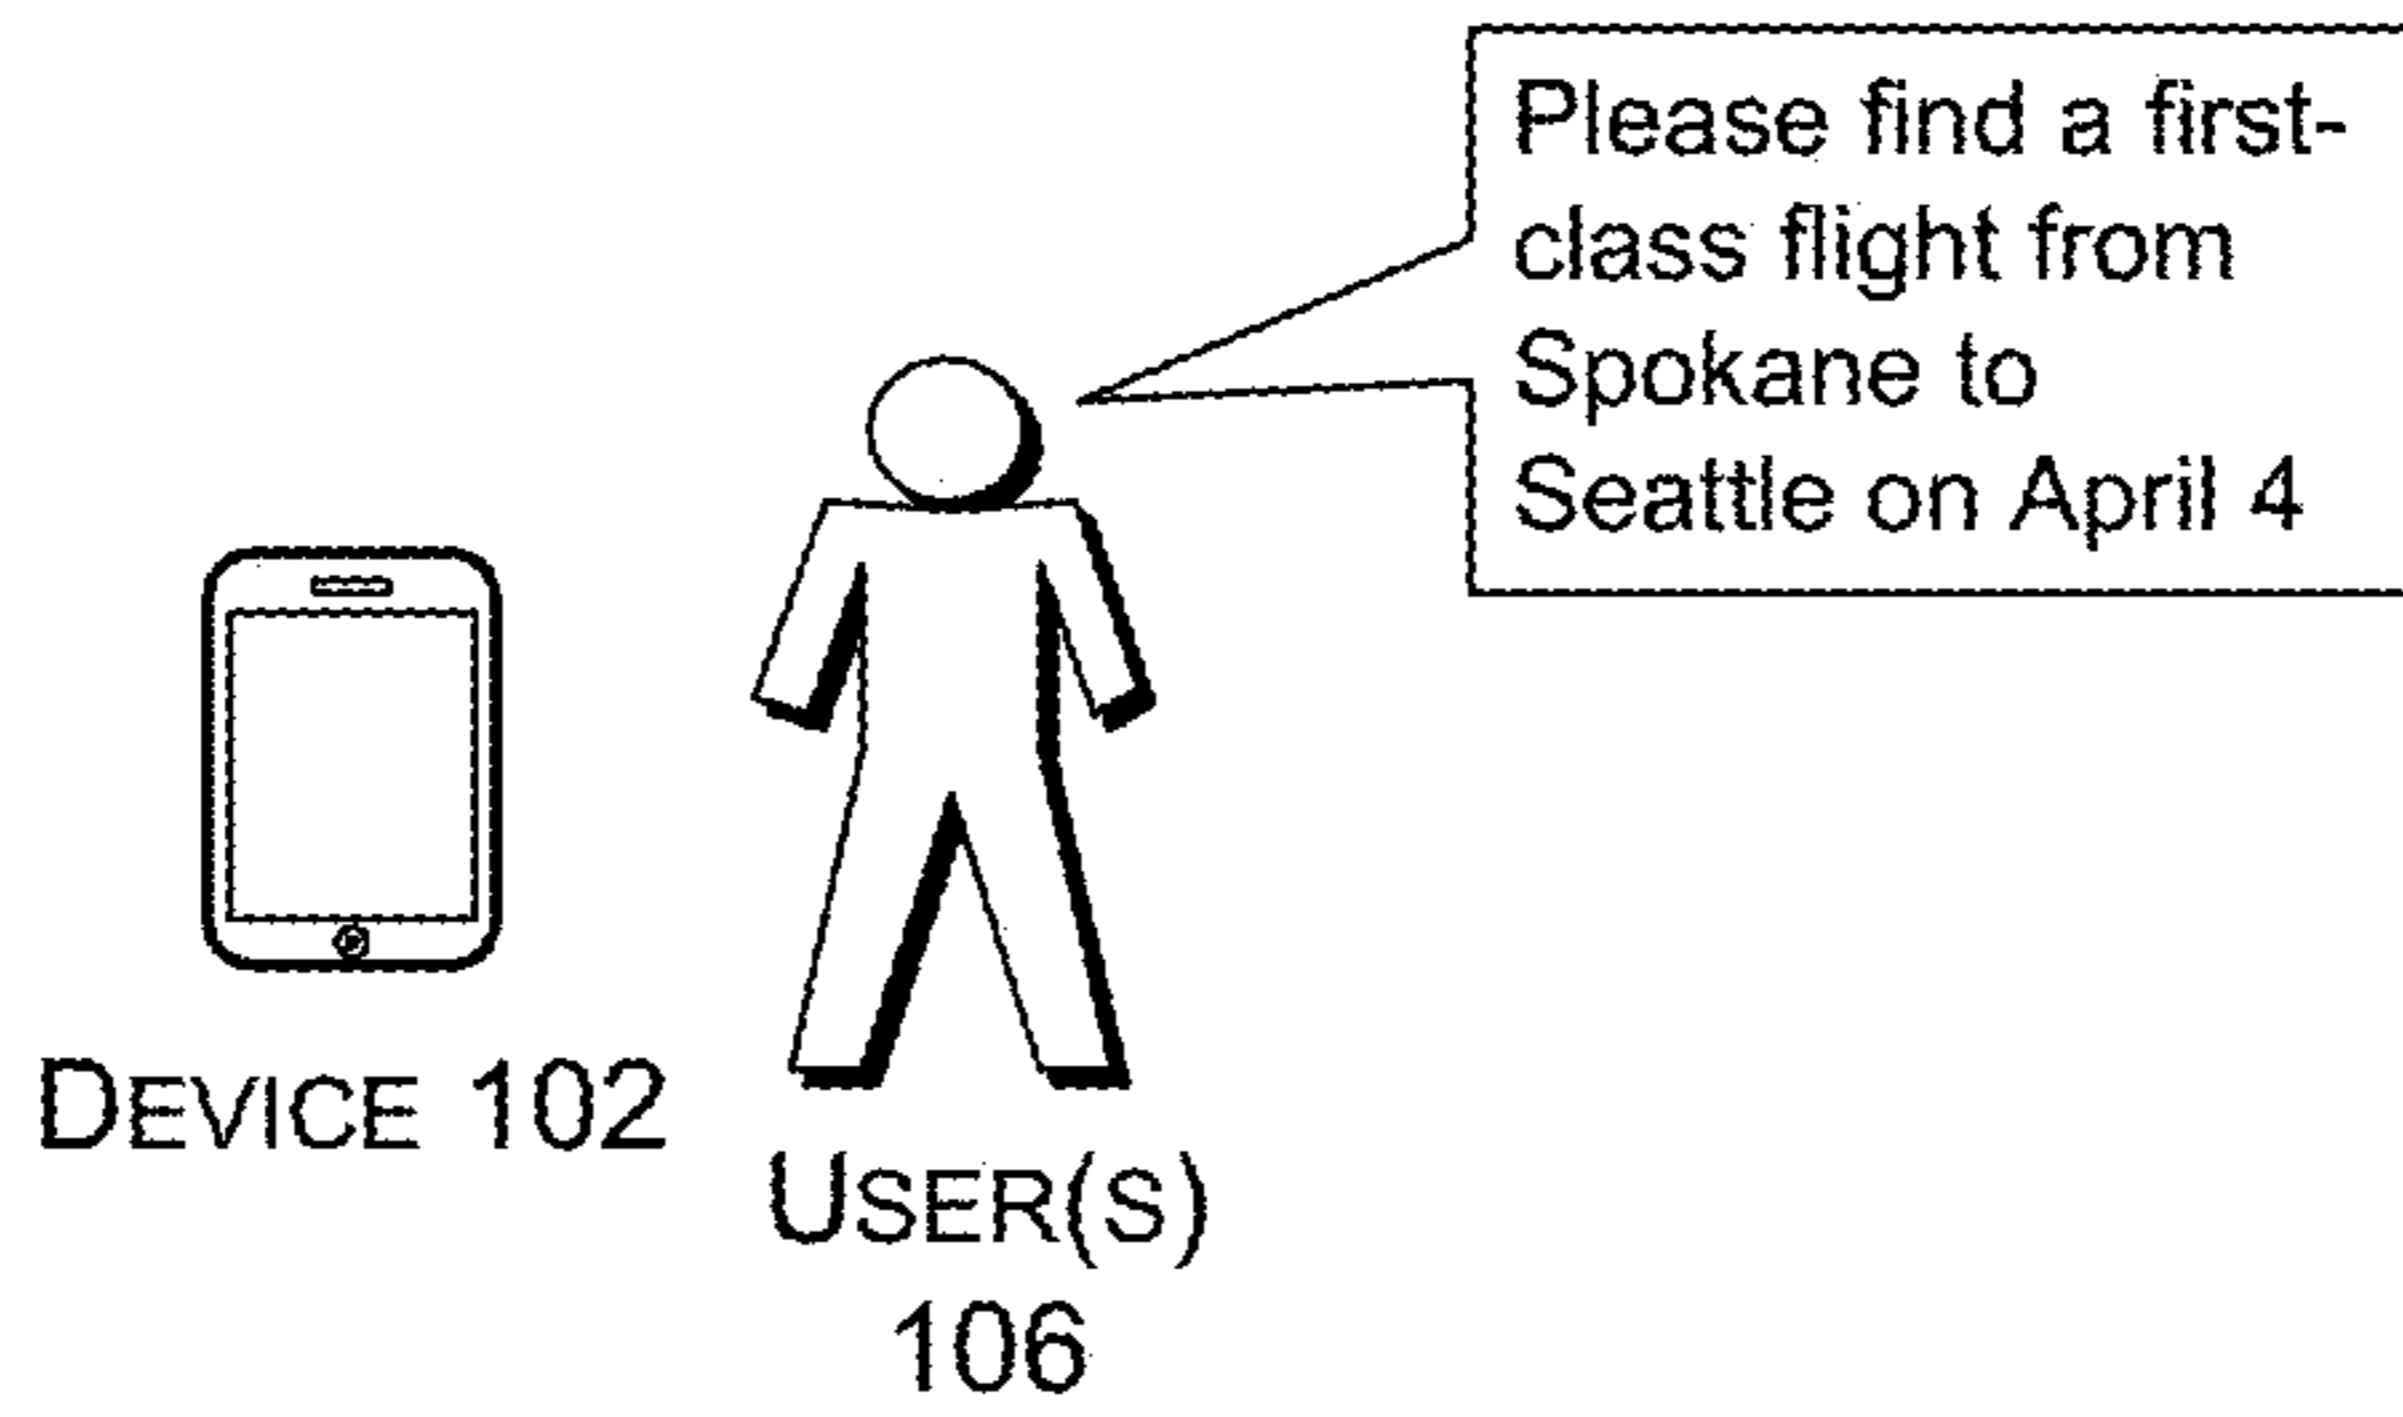 Please find a first-
class flight from
Spokane to
Seattle on April 4
DEVICE 102
USER(S)
106